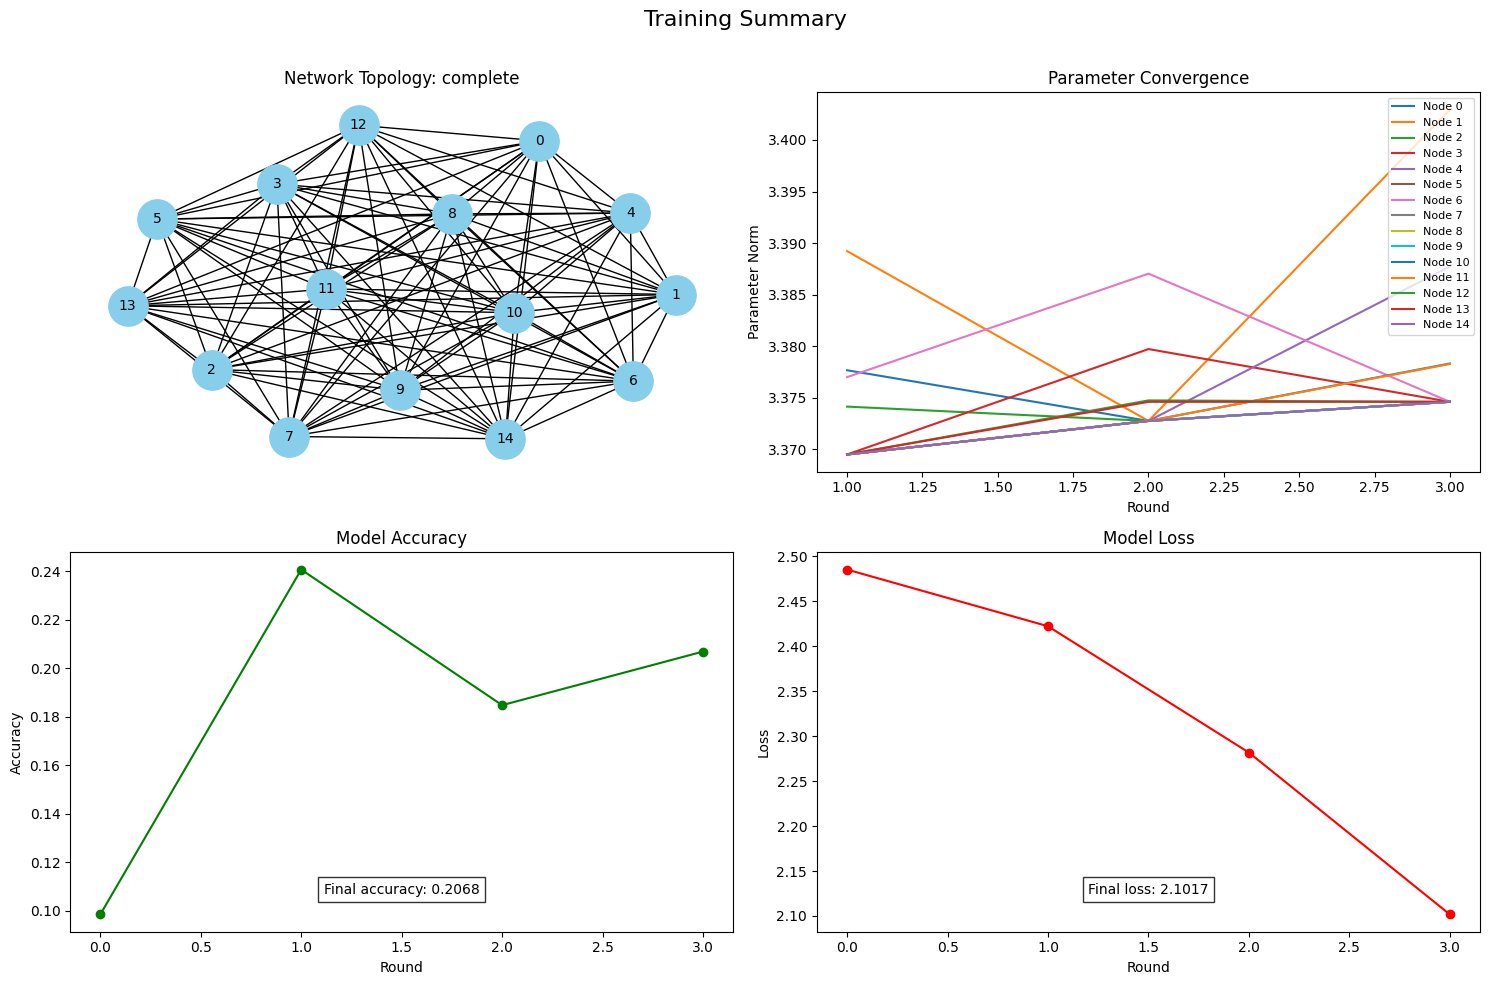 Training Summary
Network Topology: complete
12
0
3
4
5
8
11
1
13
10
2
6
9
7
14
Parameter Convergence
Parameter Norm
3.400
3.395
3.390
3.385
3.380
3.375
3.370
Node 0
Node 1
Node 2
Node 3
Node 4
Node 5
Node 6
Node 7
Node 8
Node 9
Node 10
Node 11
Node 12
Node 13
Node 14
1.00 1.25 1.50 1.75 2.00 2.25 2.50 2.75 3.00
Round
Model Accuracy
Accuracy
0.24
0.22
0.20
0.18
0.16
0.14
0.12
0.10
Final accuracy: 0.2068
0.0 0.5 1.0 1.5 2.0 2.5 3.0
Round
Model Loss
Loss
2.50
2.45
2.40
2.35
2.30
2.25
2.20
2.15
2.10
Final loss: 2.1017
0.0 0.5 1.0 1.5 2.0 2.5 3.0
Round